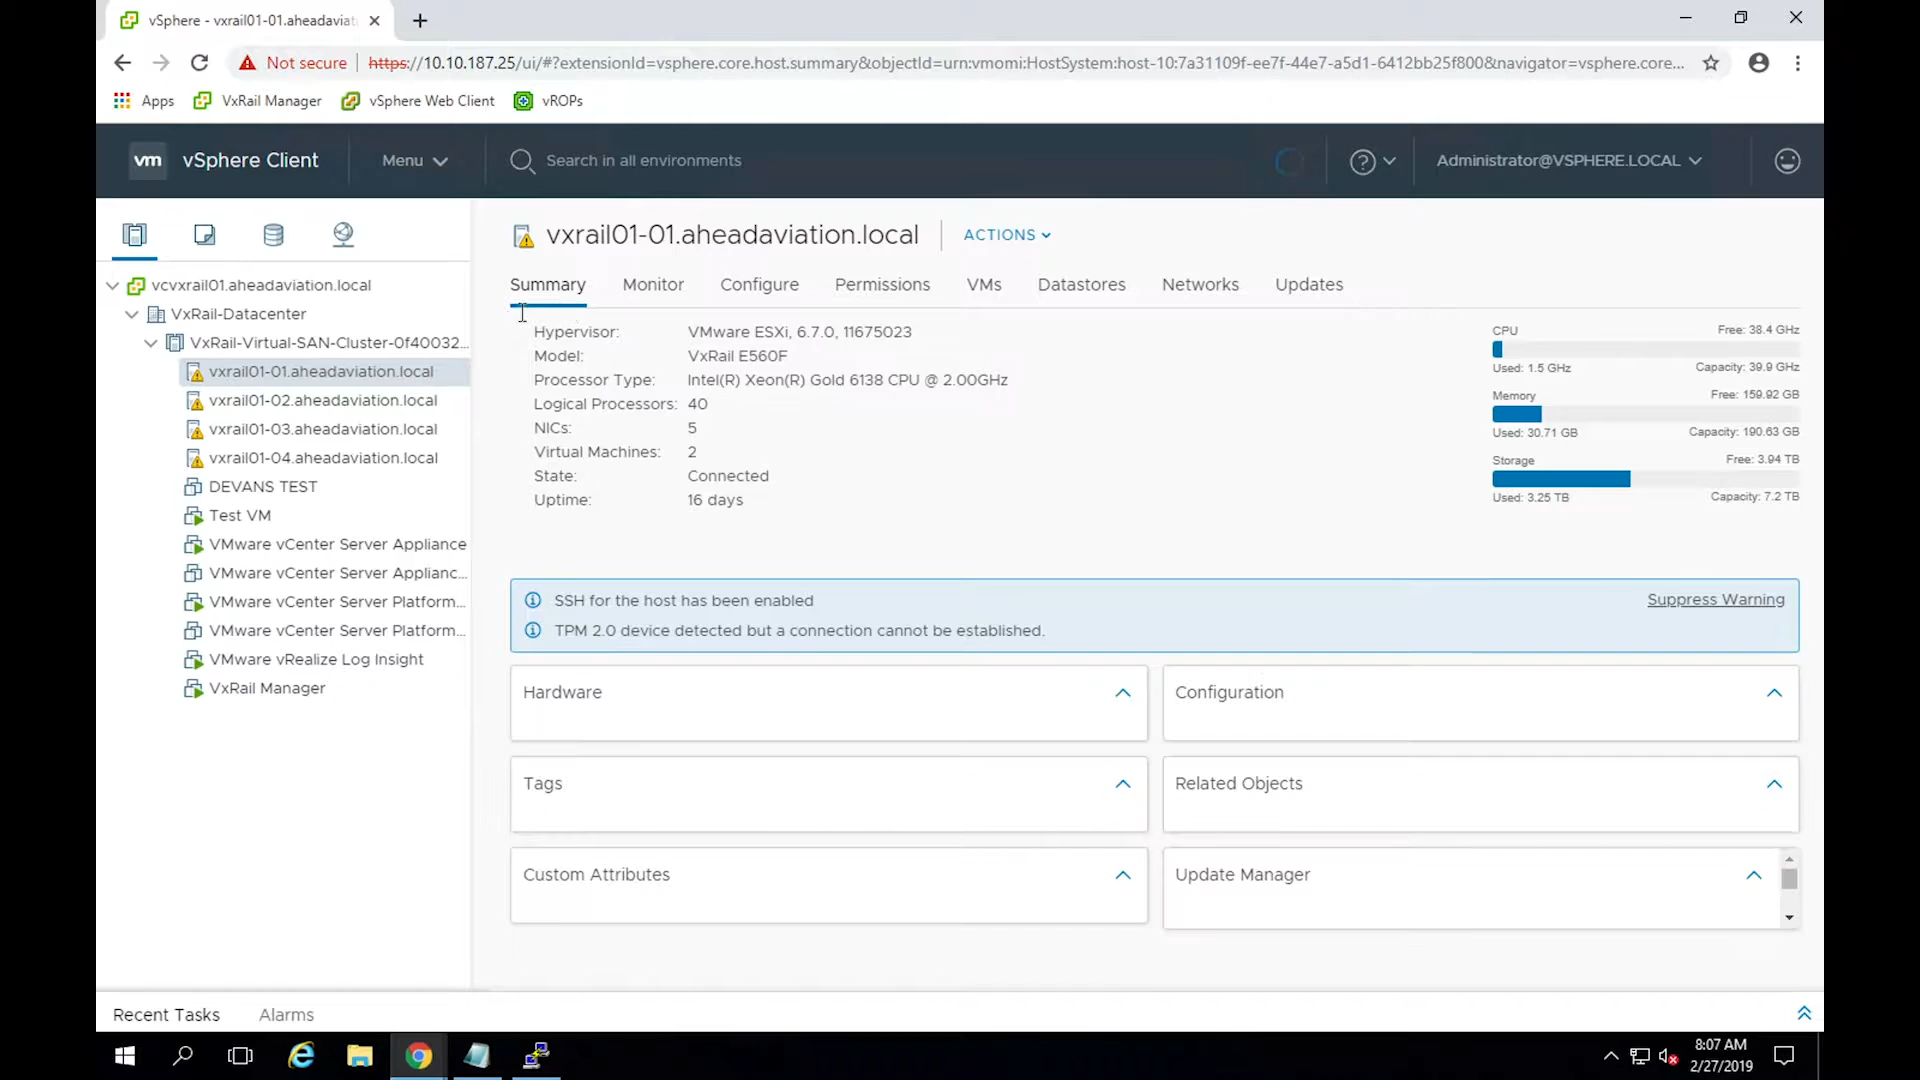 vSphere - vxrail01-01.aheadaviati
Not secure
https://10.10.187.25/ui/#?extensionId=vsphere.core.host.summary&objectId=urn:vmomi:HostSystem:host-10:7a31109f-ee7f-44e7-a5d1-6412bb25f800&navigator=vsphere.core...
Apps
VxRail Manager
vSphere Web Client
vROPs
vm
vSphere Client
Menu
Search in all environments
Administrator@VSPHERE.LOCAL
vcvxrail01.aheadaviation.local
VxRail-Datacenter
VxRail-Virtual-SAN-Cluster-0f40032...
vxrail01-01.aheadaviation.local
vxrail01-02.aheadaviation.local
vxrail01-03.aheadaviation.local
vxrail01-04.aheadaviation.local
DEVANS TEST
Test VM
VMware vCenter Server Appliance
VMware vCenter Server Applianc...
VMware vCenter Server Platform...
VMware vCenter Server Platform...
VMware vRealize Log Insight
VxRail Manager
vxrail01-01.aheadaviation.local
ACTIONS
Summary
Monitor
Configure
Permissions
VMs
Datastores
Networks
Updates
Hypervisor: VMware ESXi, 6.7.0, 11675023
Model: VxRail E560F
Processor Type: Intel(R) Xeon(R) Gold 6138 CPU @ 2.00GHz
Logical Processors: 40
NICs: 5
Virtual Machines: 2
State: Connected
Uptime: 16 days
CPU Free: 38.4 GHz
Used: 1.5 GHz Capacity: 39.9 GHz
Memory Free: 159.92 GB
Used: 30.71 GB Capacity: 190.63 GB
Storage Free: 3.94 TB
Used: 3.25 TB Capacity: 7.2 TB
SSH for the host has been enabled
Suppress Warning
TPM 2.0 device detected but a connection cannot be established.
Hardware
Configuration
Tags
Related Objects
Custom Attributes
Update Manager
Recent Tasks
Alarms
8:07 AM
2/27/2019